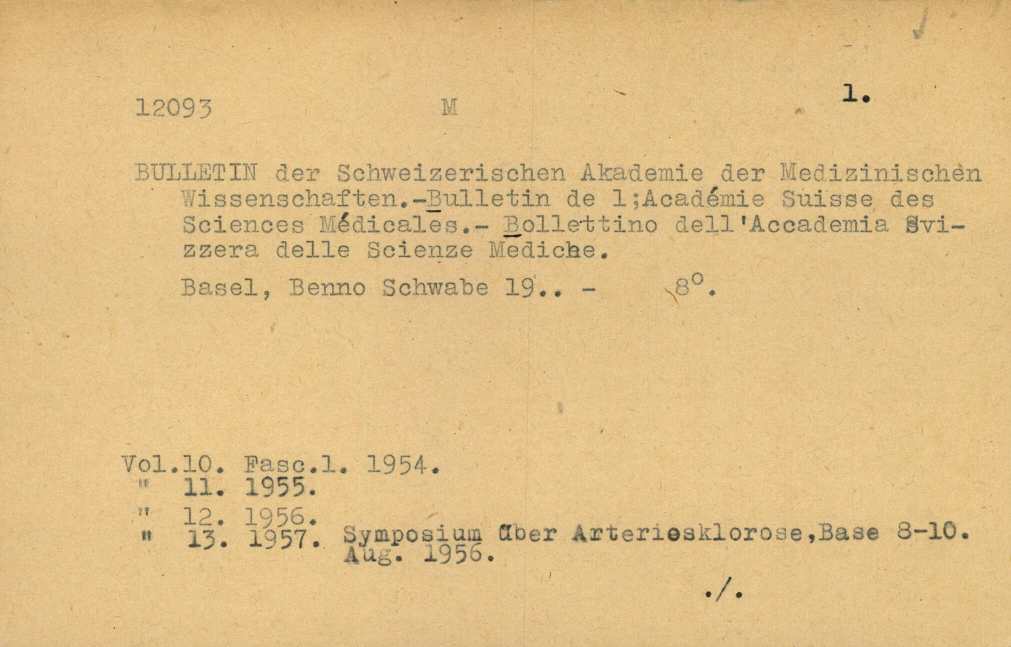 12093 M 1.
BULLETIN der Schweizerischen Akademie der Medizinischen
Wissenschaften.-Bulletin de l;Académie Suisse des
Sciences Médicales.- Bollettino dell'Accademia Svi-
zzera delle Scienze Mediche.
Basel, Benno Schwabe 19.. - 8°.
Vol.10. Fasc.1. 1954.
" 11. 1955.
" 12. 1956.
" 13. 1957. Symposium über Arteriosklorose,Base 8-10.
Aug. 1956.
./.